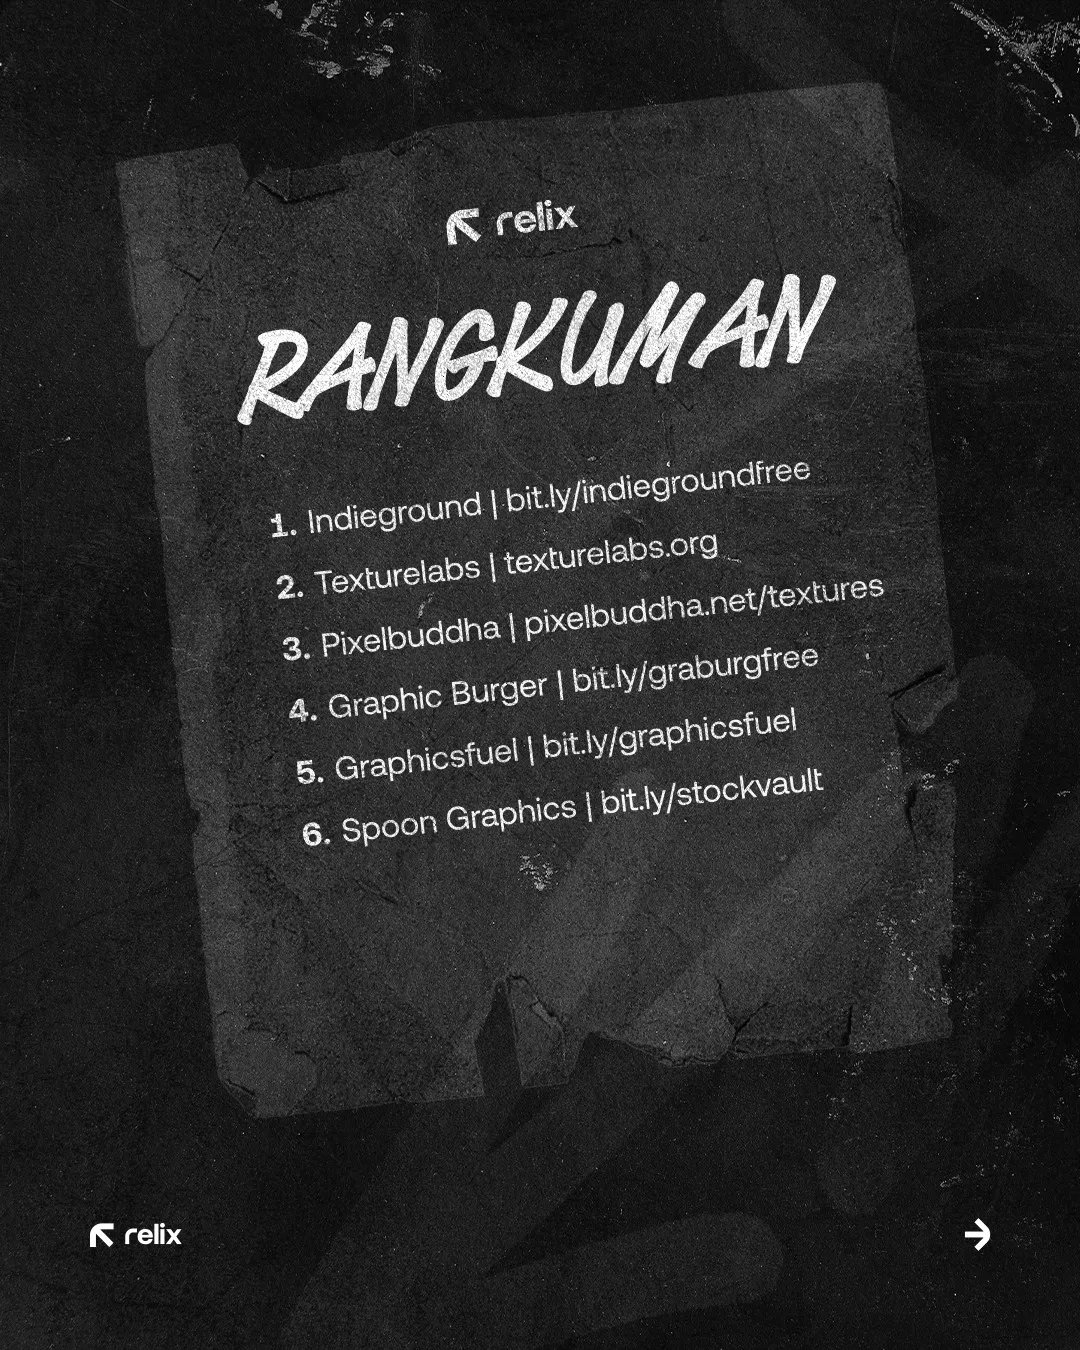 relix
RANGKUMAN
1. Indieground | bit.ly/indiegroundfree
2. Texturelabs | texturelabs.org
3. Pixelbuddha | pixelbuddha.net/textures
4. Graphic Burger | bit.ly/graburgfree
5. Graphicsfuel | bit.ly/graphicsfuel
6. Spoon Graphics | bit.ly/stockvault
relix